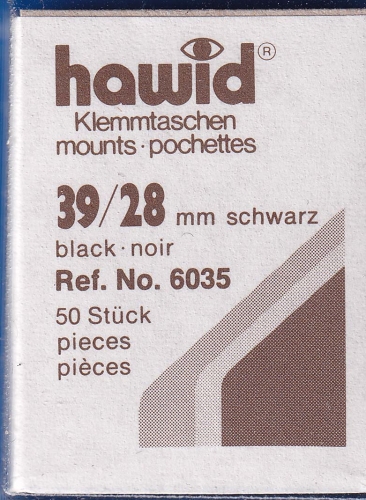 hawid®
Klemmtaschen
mounts·pochettes
39/28 mm schwarz
black·noir
Ref. No. 6035
50 Stück
pieces
pièces